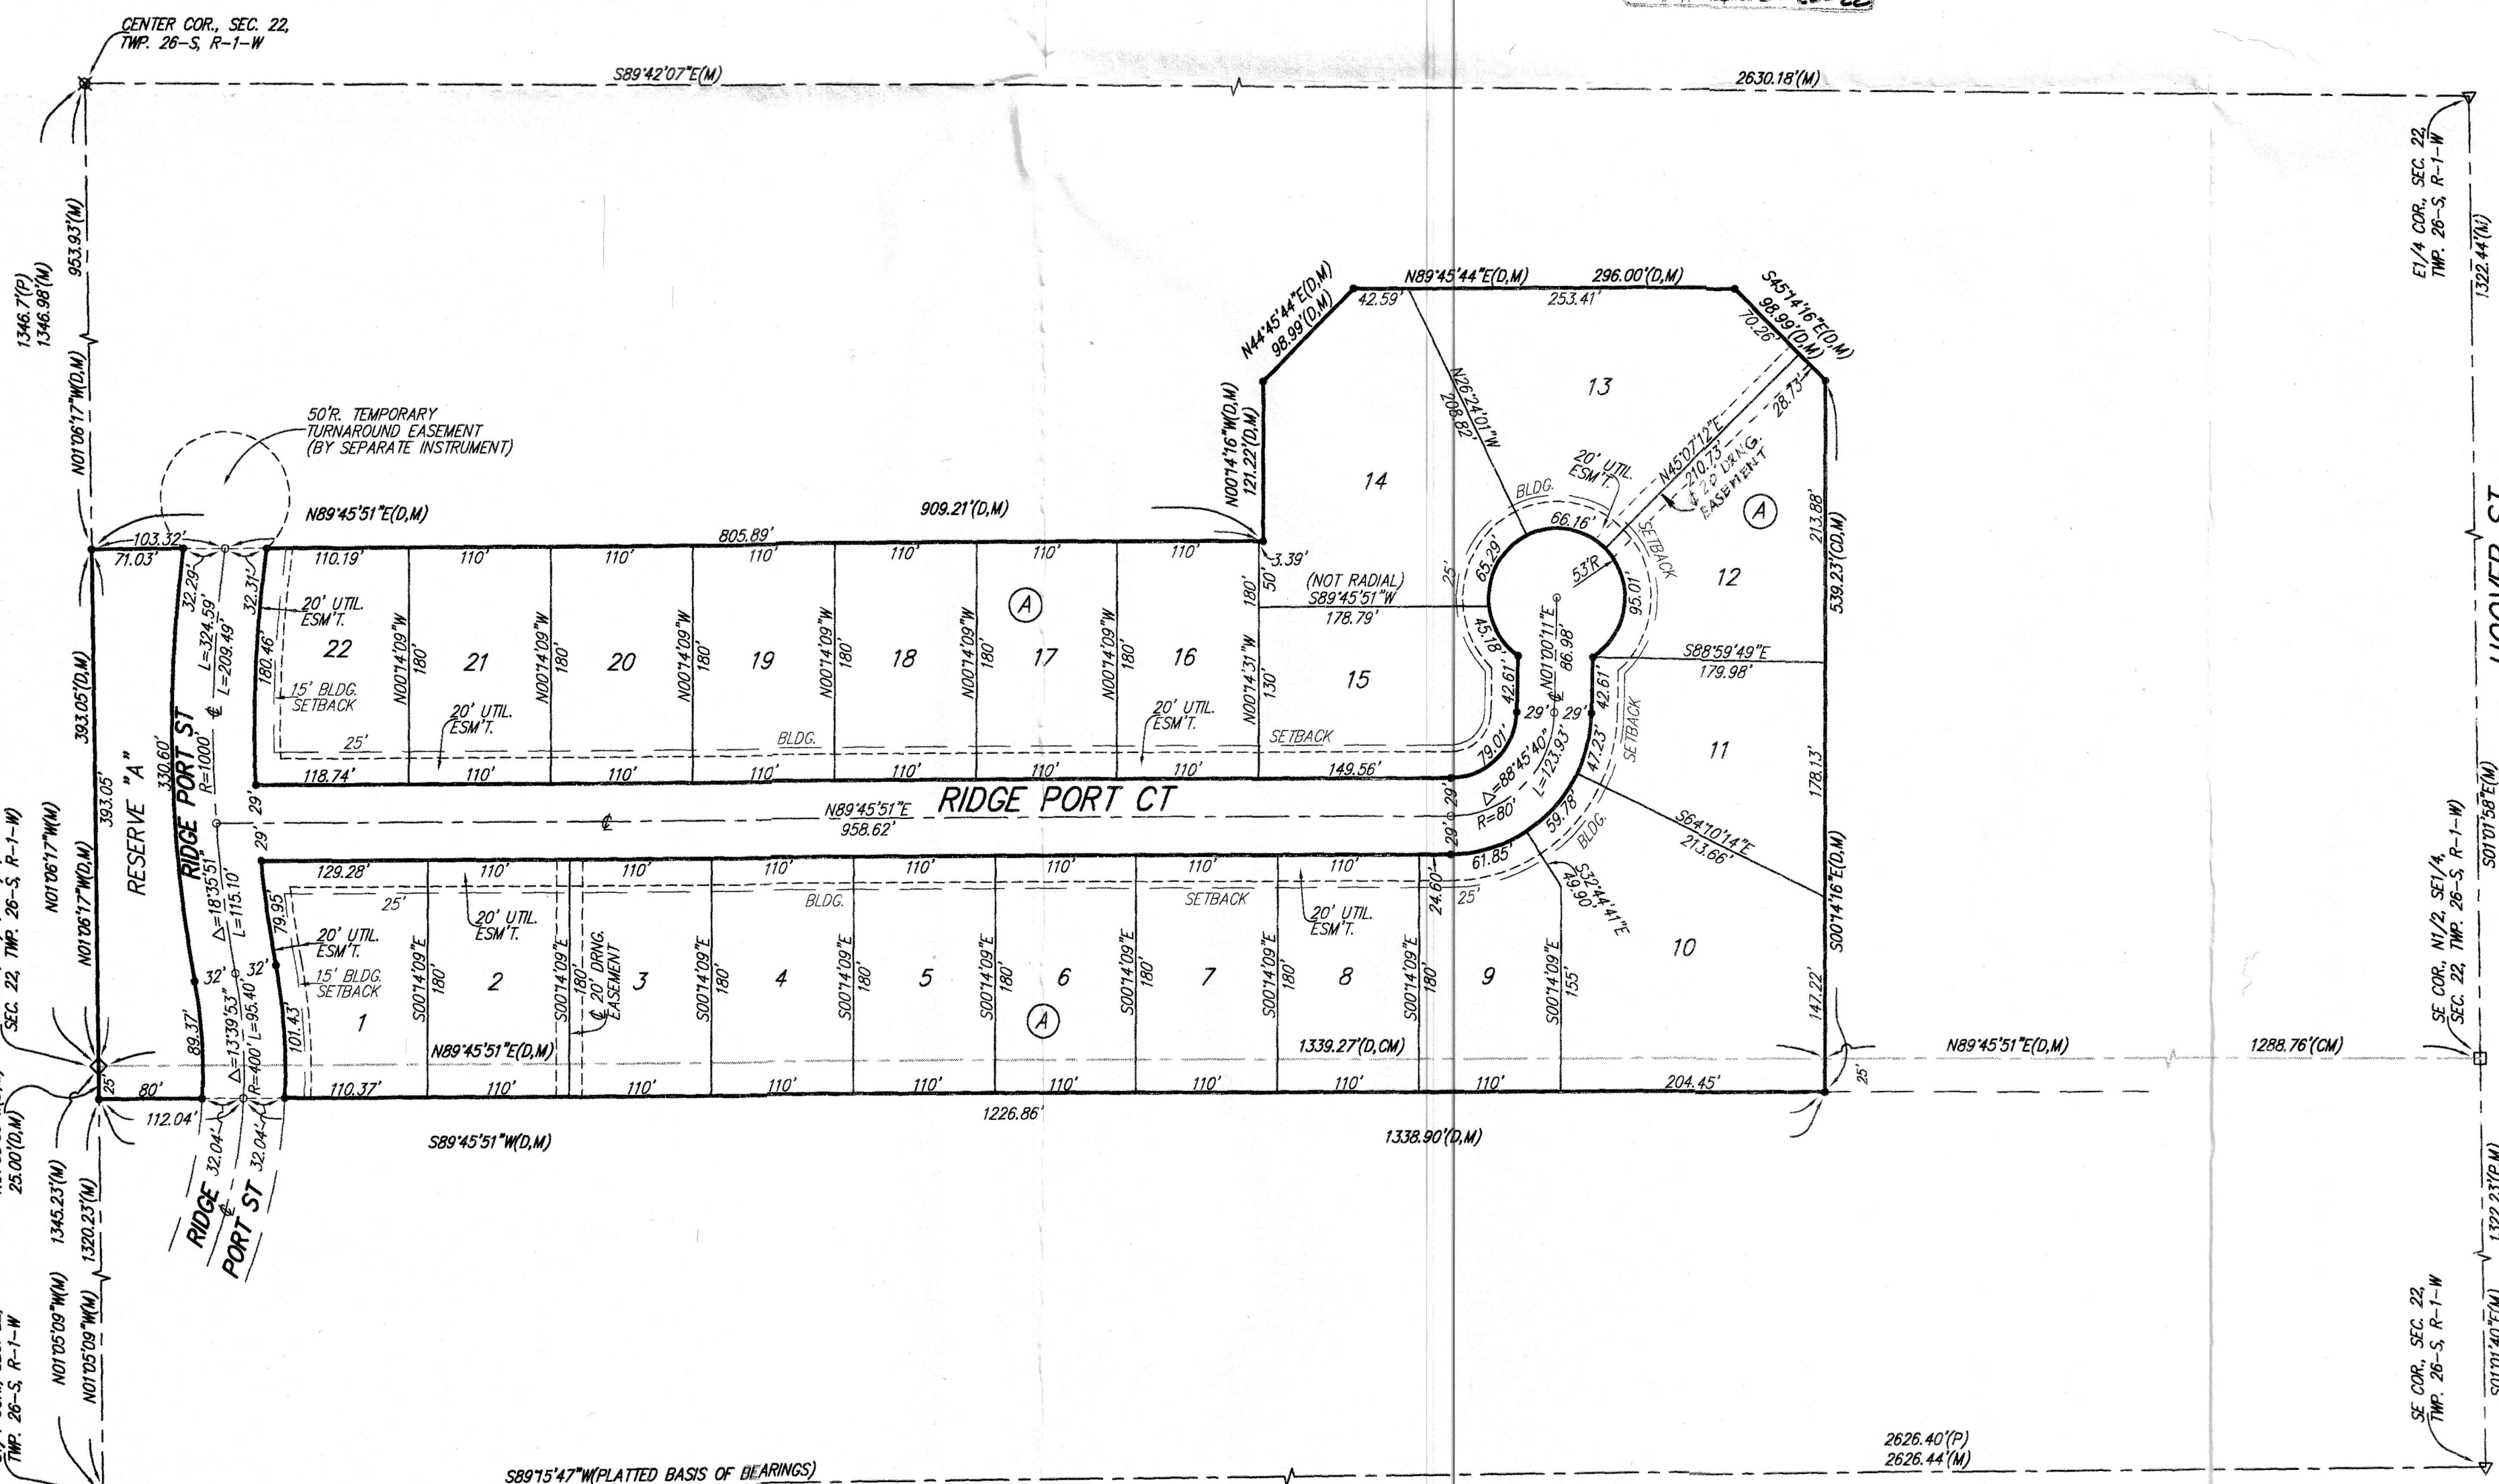 CENTER COR., SEC. 22,
TWP. 26-S, R-1-W
S89°42'07"E(M)
2630.18'(M)
E1/4 COR., SEC. 22,
TWP. 26-S, R-1-W
1322.44'(M)
953.93'(M)
1346.7'(P)
1346.98'(M)
N01°06'17"W(D,M)
N44°45'44"E(D,M)
98.99'(D,M)
N89°45'44"E(D,M)
296.00'(D,M)
42.59'
253.41'
S45°14'16"E(D,M)
98.99'(D,M)
70.26'
28.73'
50'R. TEMPORARY
TURNAROUND EASEMENT
(BY SEPARATE INSTRUMENT)
N00°14'16"W(D,M)
121.22'(D,M)
N26°24'01"W
208.82'
13
14
N45°07'12"E
210.73'
℄ 20' DRNG.
EASEMENT
20' UTIL.
ESM'T.
BLDG.
SETBACK
A
12
213.88'
539.23'(CD,M)
HOOVER ST
N89°45'51"E(D,M)
909.21'(D,M)
103.32'
71.03'
805.89'
110.19'
110'
110'
110'
110'
110'
110'
3.39'
50'
180'
66.16'
65.29'
53'R
95.01'
45.18'
25'
(NOT RADIAL)
S89°45'51"W
178.79'
32.29'
32.31'
L=324.59'
L=209.49'
20' UTIL.
ESM'T.
180.46'
22
21
20
19
18
17
16
15
A
N00°14'09"W
180'
N00°14'09"W
180'
N00°14'09"W
180'
N00°14'09"W
180'
N00°14'09"W
180'
N00°14'09"W
180'
N00°14'31"W
130'
15' BLDG.
SETBACK
20' UTIL.
ESM'T.
20' UTIL.
ESM'T.
25'
BLDG.
SETBACK
N01°00'11"E
86.98'
℄
42.61'
42.61'
29'
29'
S88°59'49"E
179.98'
11
178.13'
SETBACK
79.01'
Δ=88°45'40"
L=123.93'
R=80'
47.23'
59.78'
61.85'
BLDG.
393.05'(D,M)
393.05'
N01°06'17"W(M)
N01°06'17"W(D,M)
RESERVE "A"
330.60'
RIDGE PORT ST
R=1000'
℄
118.74'
110'
110'
110'
110'
110'
110'
149.56'
29'
29'
29'
29'
RIDGE PORT CT
N89°45'51"E
958.62'
℄
S64°10'14"E
213.66'
S01°01'58"E(M)
SE COR., N1/2, SE1/4,
SEC. 22, TWP. 26-S, R-1-W)
SEC. 22, TWP. 26-S, R-1-W)
129.28'
110'
110'
110'
110'
110'
110'
110'
24.60'
25'
Δ=18°35'51"
L=115.10'
79.95'
25'
20' UTIL.
ESM'T.
20' UTIL.
ESM'T.
15' BLDG.
SETBACK
BLDG.
SETBACK
20' UTIL.
ESM'T.
S32°44'41"E
49.90'
S00°14'16"E(D,M)
147.22'
32'
32'
89.37'
Δ=13°39'53"
R=400' L=95.40'
101.43'
1
2
3
4
5
6
7
8
9
10
A
S00°14'09"E
180'
S00°14'09"E
180'
℄ 20' DRNG.
EASEMENT
S00°14'09"E
180'
S00°14'09"E
180'
S00°14'09"E
180'
S00°14'09"E
180'
S00°14'09"E
180'
S00°14'09"E
180'
S00°14'09"E
155'
N89°45'51"E(D,M)
1339.27'(D,CM)
N89°45'51"E(D,M)
1288.76'(CM)
25'
25'
80'
112.04'
32.04'
32.04'
110.37'
110'
110'
110'
110'
110'
110'
110'
110'
204.45'
1226.86'
S89°45'51"W(D,M)
1338.90'(D,M)
25.00'(D,M)
1345.23'(M)
1320.23'(M)
RIDGE
PORT ST
℄
N01°05'09"W(M)
N01°05'09"W(M)
TWP. 26-S, R-1-W
1322.23'(P,M)
S01°01'40"E(M)
SE COR., SEC. 22,
TWP. 26-S, R-1-W
2626.40'(P)
2626.44'(M)
S89°15'47"W(PLATTED BASIS OF BEARINGS)